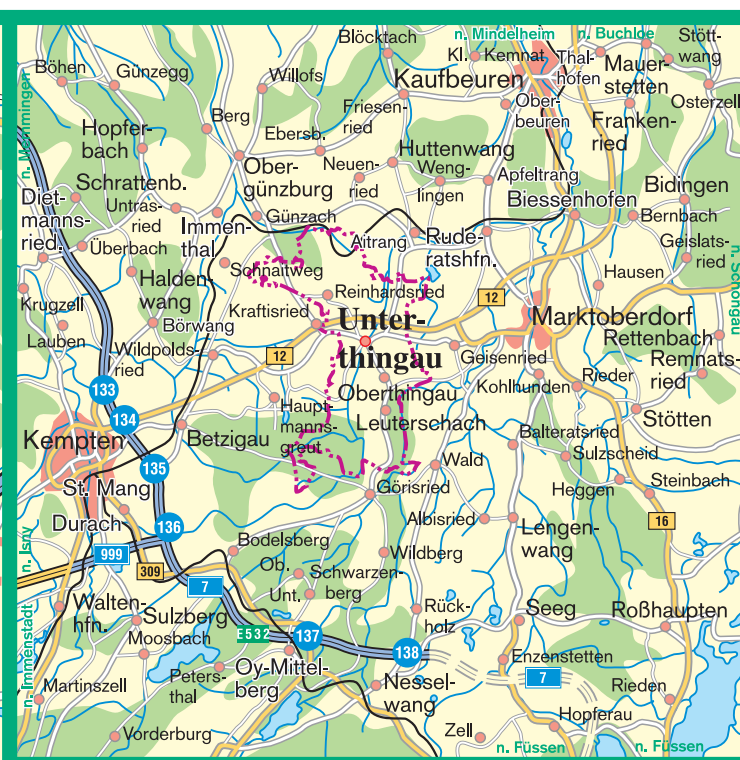 n. Mindelheim
n. Buchloe
Stött-
wang
Blöcktach
Böhen
Günzegg
Willofs
Kl. Kemnat
Thal-
hofen
Mauer-
stetten
Kaufbeuren
Osterzell
n. Memmingen
Hopfer-
bach
Berg
Ebersb.
Friesen-
ried
Ober-
beuren
Franken-
ried
Huttenwang
Ober-
günzburg
Neuen-
ried
Weng-
lingen
Apfeltrang
Biessenhofen
Bidingen
Bernbach
Schrattenb.
Diet-
manns-
ried
Untras-
ried
Immen-
thal
Günzach
Aitrang
Rude-
ratshfn.
Geislats-
ried
n. Schongau
Überbach
Halden-
wang
Schnaitweg
Reinhardsried
Hausen
12
Krugzell
Lauben
Börwang
Kraftisried
Unter-
thingau
Marktoberdorf
Rettenbach
Remnats-
ried
Wildpolds-
ried
12
Geisenried
Kohlhunden
Rieder
133
134
Oberthingau
Haupt-
manns-
greut
Leuterschach
Stötten
Kempten
Betzigau
Balteratsried
Sulzscheid
135
Wald
Heggen
Steinbach
St. Mang
Görisried
Durach
136
Albisried
Lengen-
wang
16
n. Isny
999
Bodelsberg
Wildberg
309
7
Ob.
Unt.
Schwarzen-
berg
Walten-
hfn.
Sulzberg
Moosbach
E532
137
Rück-
holz
Seeg
Roßhaupten
n. Immenstadt
138
Enzenstetten
7
Oy-Mittel-
berg
Peters-
thal
Martinszell
Nessel-
wang
Rieden
Hopferau
Vorderburg
Zell
n. Füssen
n. Füssen